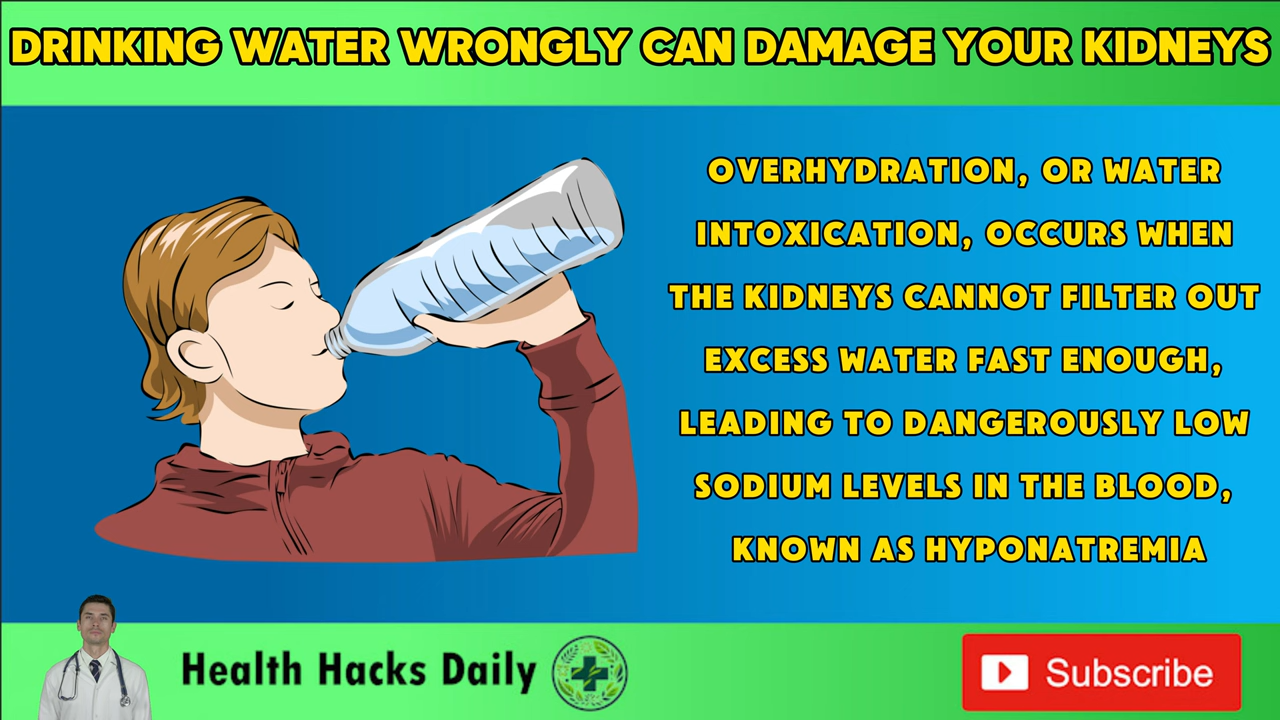 DRINKING WATER WRONGLY CAN DAMAGE YOUR KIDNEYS
OVERHYDRATION, OR WATER
INTOXICATION, OCCURS WHEN
THE KIDNEYS CANNOT FILTER OUT
EXCESS WATER FAST ENOUGH,
LEADING TO DANGEROUSLY LOW
SODIUM LEVELS IN THE BLOOD,
KNOWN AS HYPONATREMIA
Health Hacks Daily
Subscribe